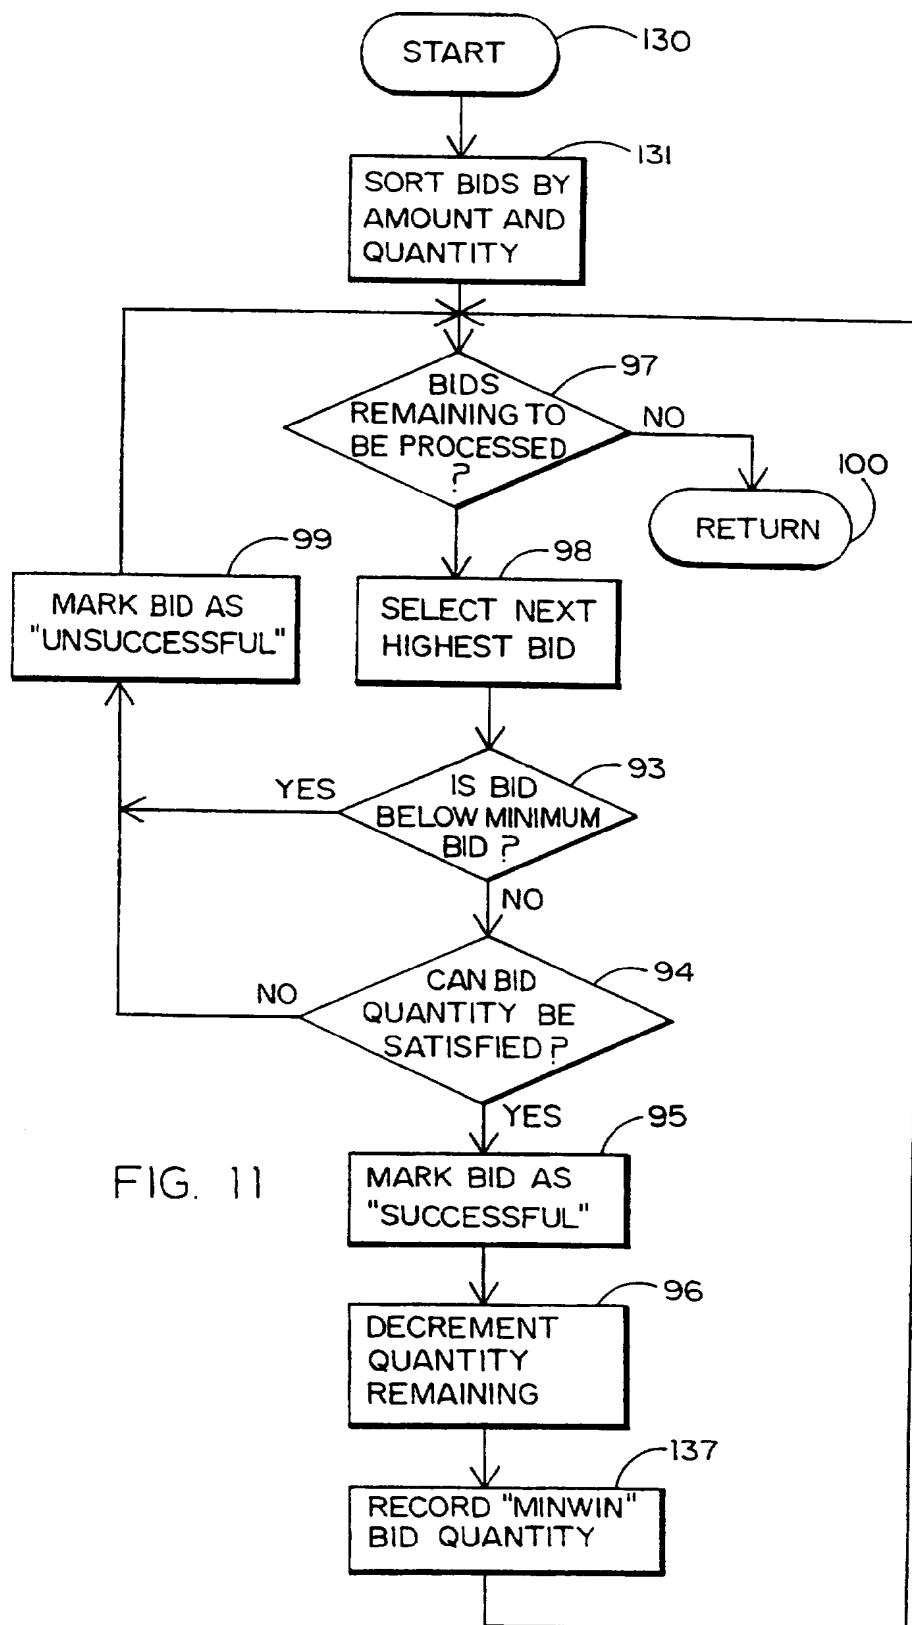 START
130
131
SORT BIDS BY
AMOUNT AND
QUANTITY
97
BIDS
REMAINING TO
BE PROCESSED
?
NO
100
RETURN
99
MARK BID AS
"UNSUCCESSFUL"
98
SELECT NEXT
HIGHEST BID
93
YES
IS BID
BELOW MINIMUM
BID ?
NO
94
NO
CAN BID
QUANTITY BE
SATISFIED ?
YES
95
FIG. 11
MARK BID AS
"SUCCESSFUL"
96
DECREMENT
QUANTITY
REMAINING
137
RECORD "MINWIN"
BID QUANTITY